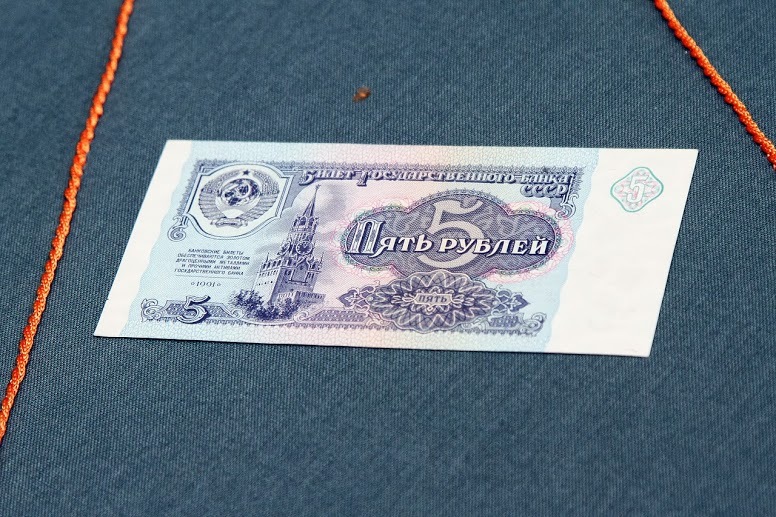 БИЛЕТ ГОСУДАРСТВЕННОГО БАНКА
СССР
5
5
ПЯТЬ РУБЛЕЙ
5
БАНКОВСКИЕ БИЛЕТЫ
ОБЕСПЕЧИВАЮТСЯ ЗОЛОТОМ,
ДРАГОЦЕННЫМИ МЕТАЛЛАМИ
И ПРОЧИМИ АКТИВАМИ
ГОСУДАРСТВЕННОГО БАНКА
1991
ПЯТЬ
5